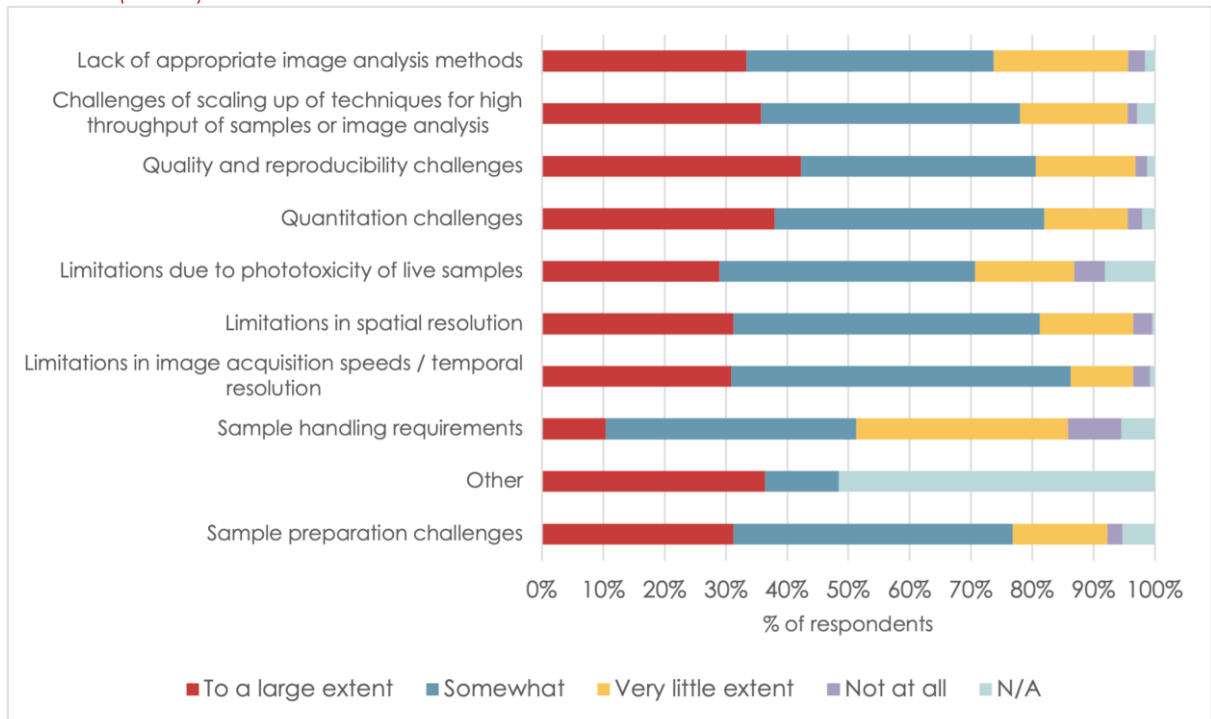 Lack of appropriate image analysis methods
Challenges of scaling up of techniques for high
throughput of samples or image analysis
Quality and reproducibility challenges
Quantitation challenges
Limitations due to phototoxicity of live samples
Limitations in spatial resolution
Limitations in image acquisition speeds / temporal
resolution
Sample handling requirements
Other
Sample preparation challenges
0% 10% 20% 30% 40% 50% 60% 70% 80% 90% 100%
% of respondents
To a large extent Somewhat Very little extent Not at all N/A